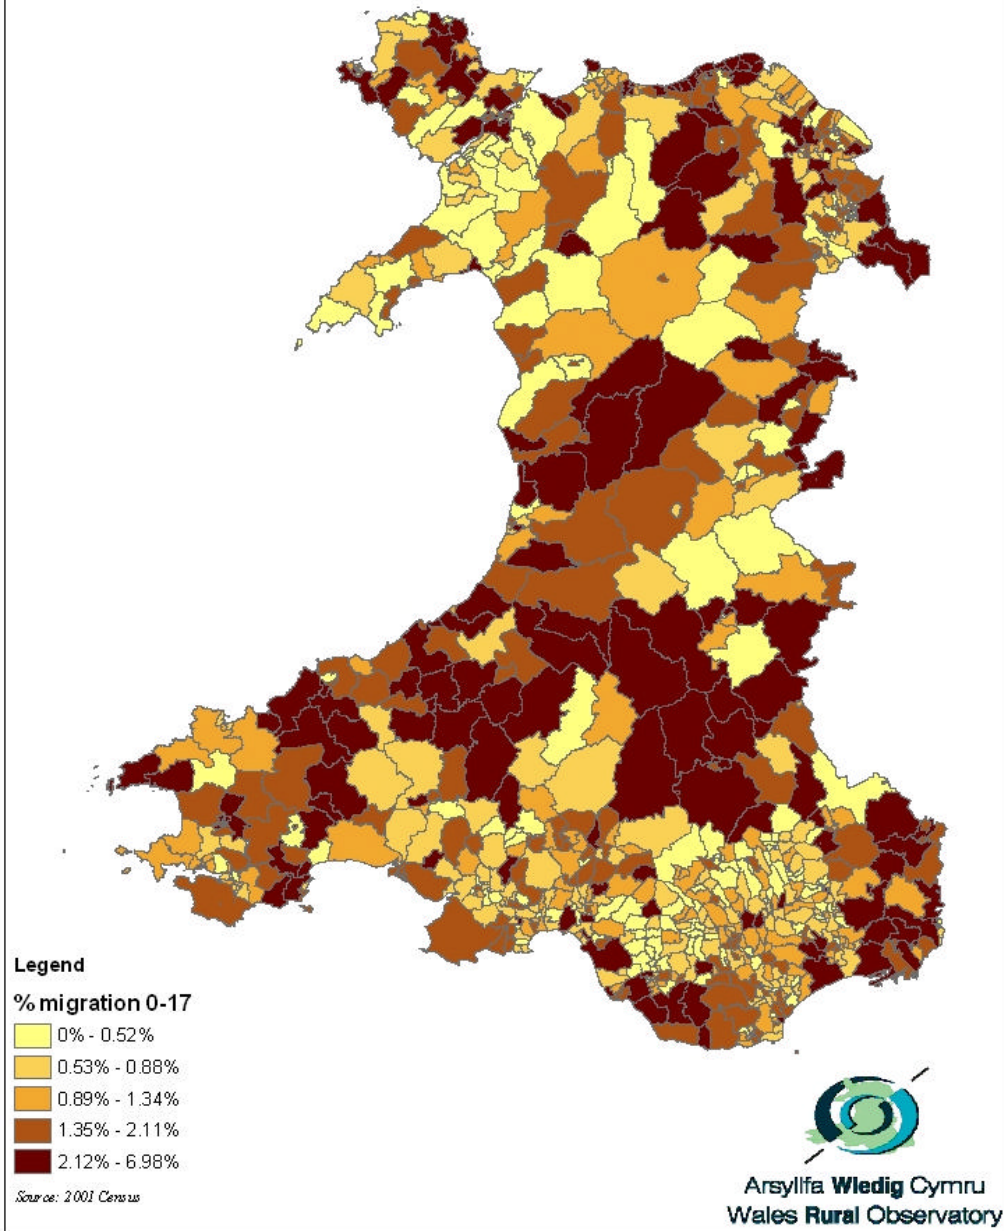 Legend
% migration 0-17
0% - 0.52%
0.53% - 0.88%
0.89% - 1.34%
1.35% - 2.11%
2.12% - 6.98%
Source: 2001 Census
Arsyllfa Wledig Cymru
Wales Rural Observatory